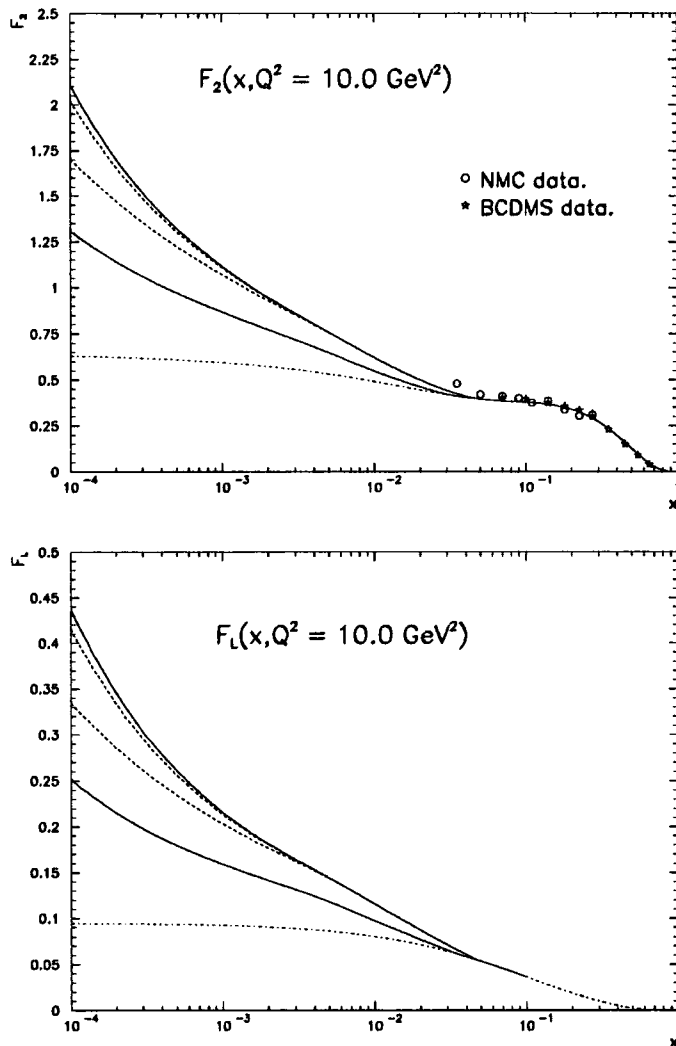 F₂
2.5
2.25
2
1.75
1.5
1.25
1
0.75
0.5
0.25
0
F₂(x,Q² = 10.0 GeV²)
NMC data.
BCDMS data.
10⁻⁴ 10⁻³ 10⁻² 10⁻¹ x
F_L
0.5
0.45
0.4
0.35
0.3
0.25
0.2
0.15
0.1
0.05
0
F_L(x,Q² = 10.0 GeV²)
10⁻⁴ 10⁻³ 10⁻² 10⁻¹ x